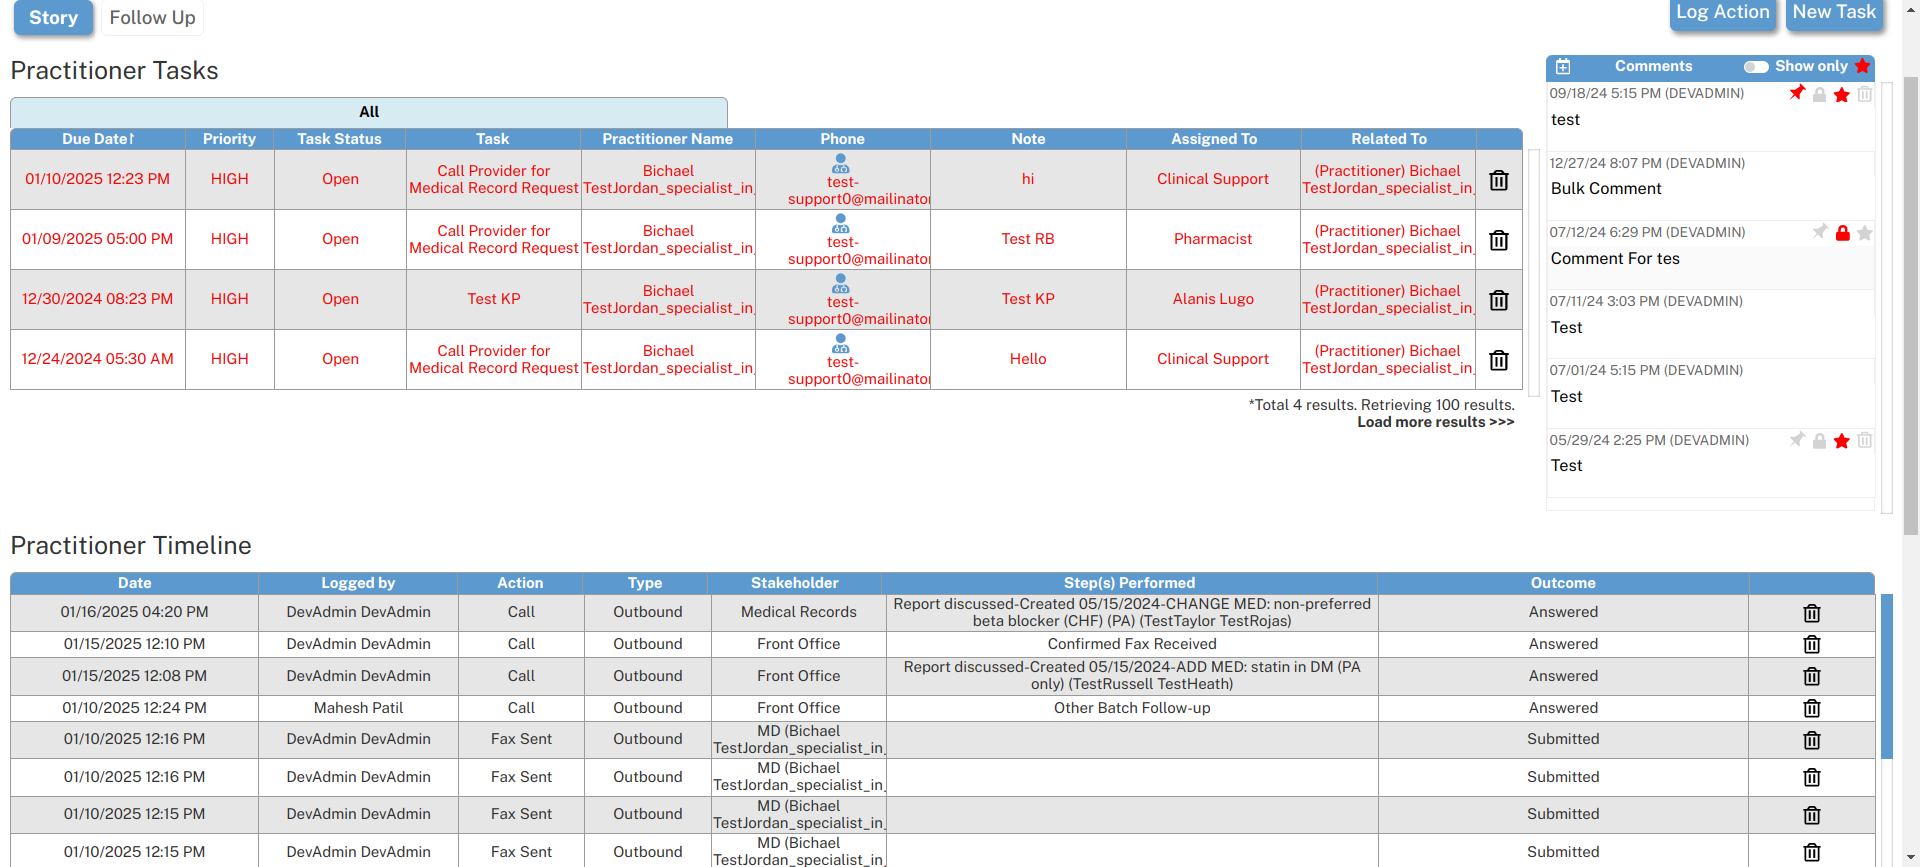 Story
Follow Up
Log Action
New Task
Practitioner Tasks
All
Due Date↑ Priority Task Status Task Practitioner Name Phone Note Assigned To Related To
01/10/2025 12:23 PM HIGH Open Call Provider for Medical Record Request Bichael TestJordan_specialist_in_ test-support0@mailinator hi Clinical Support (Practitioner) Bichael TestJordan_specialist_in_
01/09/2025 05:00 PM HIGH Open Call Provider for Medical Record Request Bichael TestJordan_specialist_in_ test-support0@mailinator Test RB Pharmacist (Practitioner) Bichael TestJordan_specialist_in_
12/30/2024 08:23 PM HIGH Open Test KP Bichael TestJordan_specialist_in_ test-support0@mailinator Test KP Alanis Lugo (Practitioner) Bichael TestJordan_specialist_in_
12/24/2024 05:30 AM HIGH Open Call Provider for Medical Record Request Bichael TestJordan_specialist_in_ test-support0@mailinator Hello Clinical Support (Practitioner) Bichael TestJordan_specialist_in_
*Total 4 results. Retrieving 100 results.
Load more results >>>
Comments Show only
09/18/24 5:15 PM (DEVADMIN)
test
12/27/24 8:07 PM (DEVADMIN)
Bulk Comment
07/12/24 6:29 PM (DEVADMIN)
Comment For tes
07/11/24 3:03 PM (DEVADMIN)
Test
07/01/24 5:15 PM (DEVADMIN)
Test
05/29/24 2:25 PM (DEVADMIN)
Test
Practitioner Timeline
Date Logged by Action Type Stakeholder Step(s) Performed Outcome
01/16/2025 04:20 PM DevAdmin DevAdmin Call Outbound Medical Records Report discussed-Created 05/15/2024-CHANGE MED: non-preferred beta blocker (CHF) (PA) (TestTaylor TestRojas) Answered
01/15/2025 12:10 PM DevAdmin DevAdmin Call Outbound Front Office Confirmed Fax Received Answered
01/15/2025 12:08 PM DevAdmin DevAdmin Call Outbound Front Office Report discussed-Created 05/15/2024-ADD MED: statin in DM (PA only) (TestRussell TestHeath) Answered
01/10/2025 12:24 PM Mahesh Patil Call Outbound Front Office Other Batch Follow-up Answered
01/10/2025 12:16 PM DevAdmin DevAdmin Fax Sent Outbound MD (Bichael TestJordan_specialist_in_ Submitted
01/10/2025 12:16 PM DevAdmin DevAdmin Fax Sent Outbound MD (Bichael TestJordan_specialist_in_ Submitted
01/10/2025 12:15 PM DevAdmin DevAdmin Fax Sent Outbound MD (Bichael TestJordan_specialist_in_ Submitted
01/10/2025 12:15 PM DevAdmin DevAdmin Fax Sent Outbound MD (Bichael TestJordan_specialist_in_ Submitted